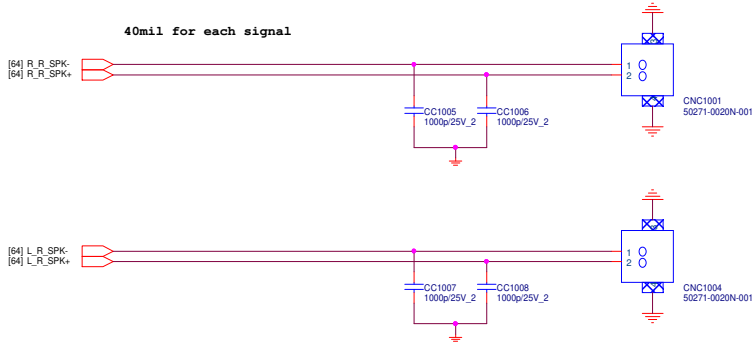 40mil for each signal
[64] R_R_SPK-
[64] R_R_SPK+
1
2
CNC1001
50271-0020N-001
CC1005
1000p/25V_2
CC1006
1000p/25V_2
[64] L_R_SPK-
[64] L_R_SPK+
1
2
CNC1004
50271-0020N-001
CC1007
1000p/25V_2
CC1008
1000p/25V_2